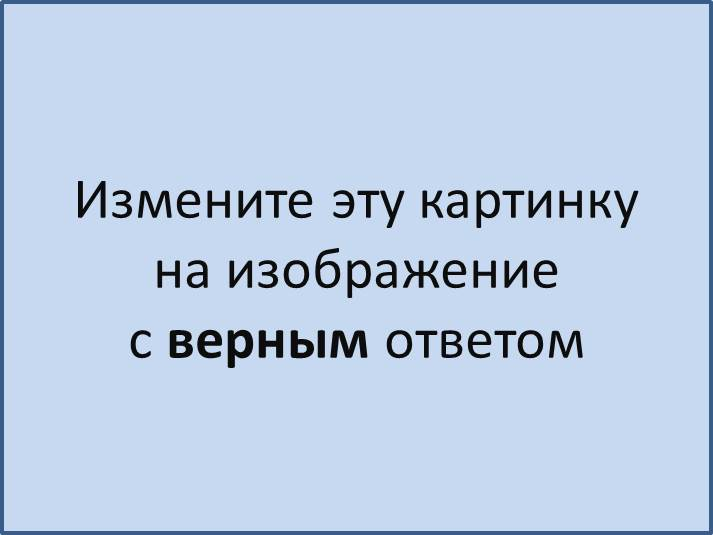 Измените эту картинку
на изображение
с верным ответом